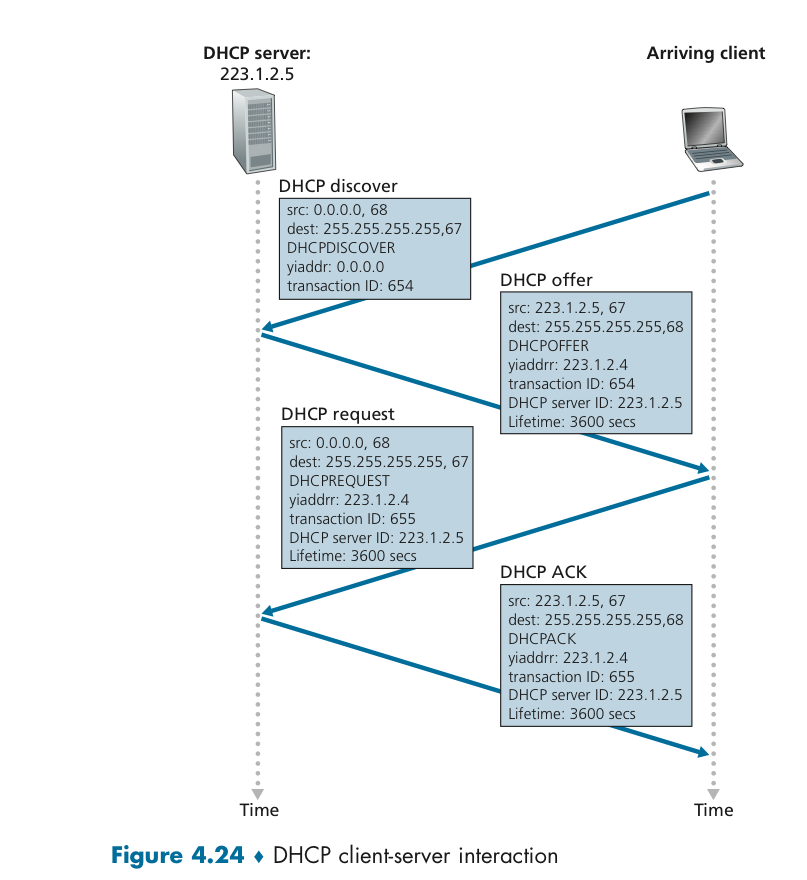 DHCP server:
223.1.2.5
Arriving client
DHCP discover
src: 0.0.0.0, 68
dest: 255.255.255.255,67
DHCPDISCOVER
yiaddr: 0.0.0.0
transaction ID: 654
DHCP offer
src: 223.1.2.5, 67
dest: 255.255.255.255,68
DHCPOFFER
yiaddrr: 223.1.2.4
transaction ID: 654
DHCP server ID: 223.1.2.5
Lifetime: 3600 secs
DHCP request
src: 0.0.0.0, 68
dest: 255.255.255.255, 67
DHCPREQUEST
yiaddrr: 223.1.2.4
transaction ID: 655
DHCP server ID: 223.1.2.5
Lifetime: 3600 secs
DHCP ACK
src: 223.1.2.5, 67
dest: 255.255.255.255,68
DHCPACK
yiaddrr: 223.1.2.4
transaction ID: 655
DHCP server ID: 223.1.2.5
Lifetime: 3600 secs
Time
Time
Figure 4.24 ♦ DHCP client-server interaction